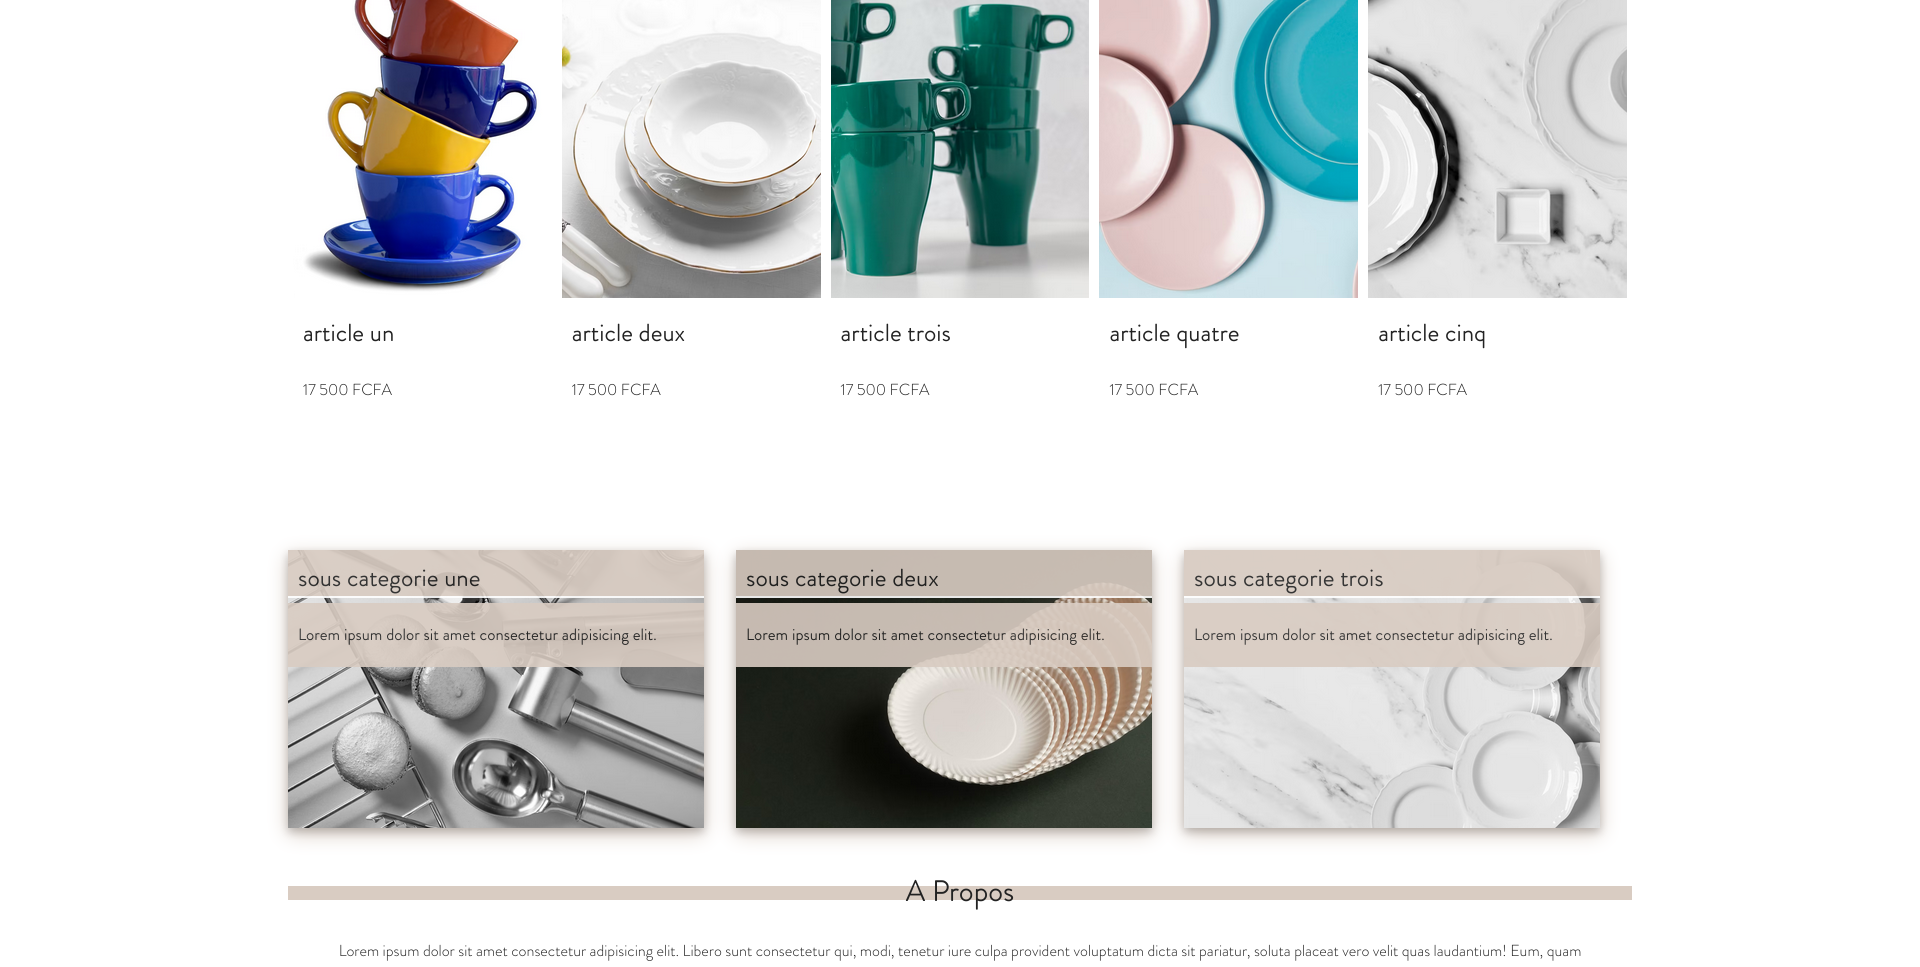 article un
article deux
article trois
article quatre
article cinq
17 500 FCFA
17 500 FCFA
17 500 FCFA
17 500 FCFA
17 500 FCFA
sous categorie une
Lorem ipsum dolor sit amet consectetur adipisicing elit.
sous categorie deux
Lorem ipsum dolor sit amet consectetur adipisicing elit.
sous categorie trois
Lorem ipsum dolor sit amet consectetur adipisicing elit.
A Propos
Lorem ipsum dolor sit amet consectetur adipisicing elit. Libero sunt consectetur qui, modi, tenetur iure culpa provident voluptatum dicta sit pariatur, soluta placeat vero velit quas laudantium! Eum, quam